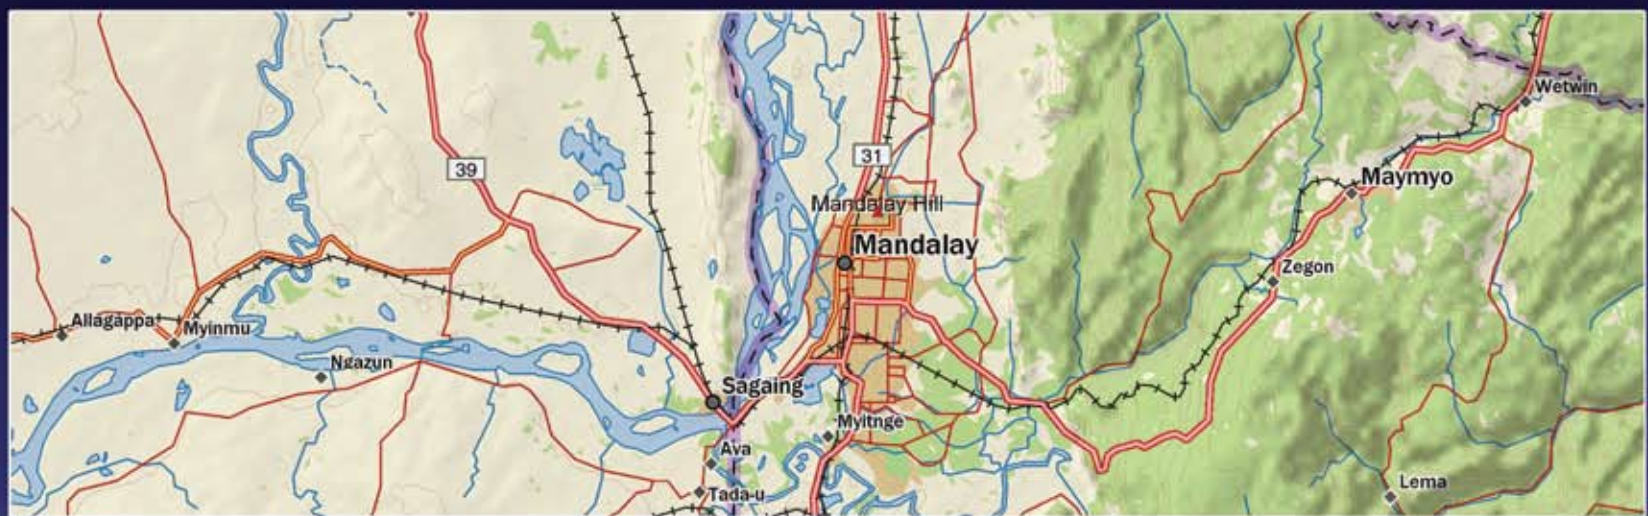 Wetwin
39
31
Maymyo
Mandalay Hill
Mandalay
Zegon
Allagappa
Myinmu
Ngazun
Sagaing
Myitnge
Ava
Tada-u
Lema